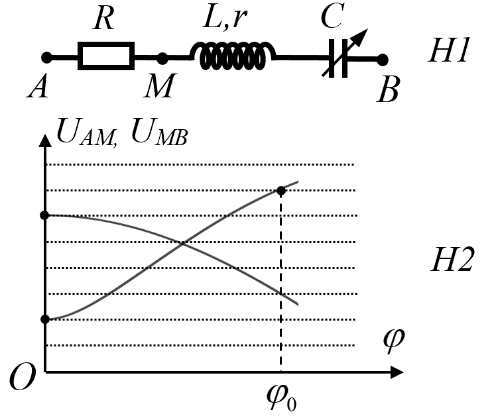 R L,r C
A M B H1
U_AM, U_MB
H2
O φ₀ φ